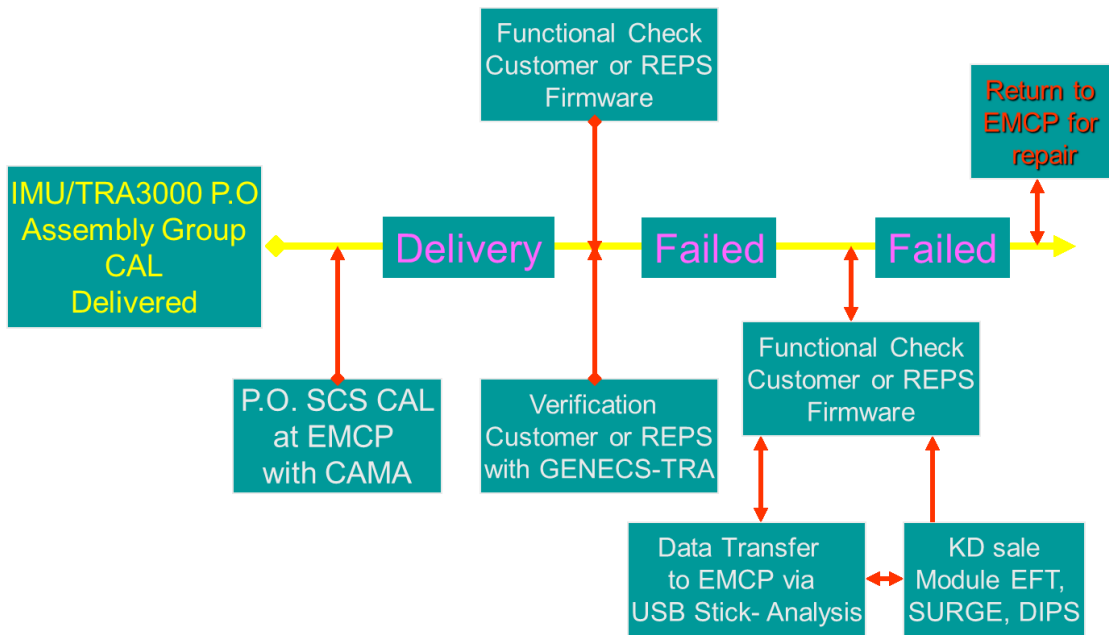 Functional Check
Customer or REPS
Firmware
Return to
EMCP for
repair
IMU/TRA3000 P.O
Assembly Group
CAL
Delivered
Delivery
Failed
Failed
P.O. SCS CAL
at EMCP
with CAMA
Verification
Customer or REPS
with GENECS-TRA
Functional Check
Customer or REPS
Firmware
Data Transfer
to EMCP via
USB Stick- Analysis
KD sale
Module EFT,
SURGE, DIPS